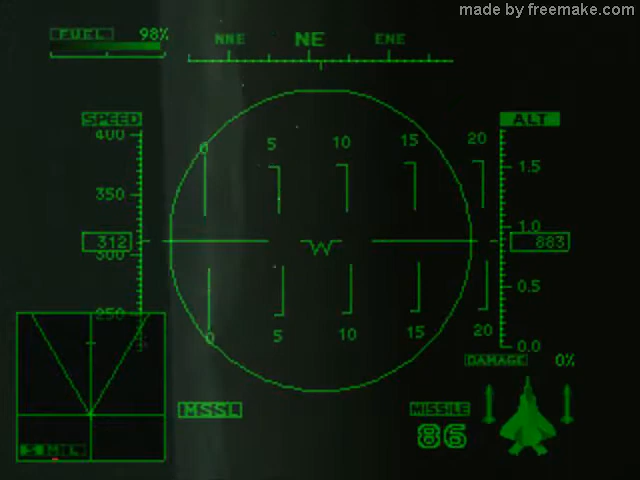 made by freemake.com
FUEL 98%
NNE NE ENE
SPEED ALT
400
0 5 10 15 20
1.5
350
1.0
312 883
300
0.5
250
0 5 10 15 20
0.0
DAMAGE 0%
MSSL MISSILE
86